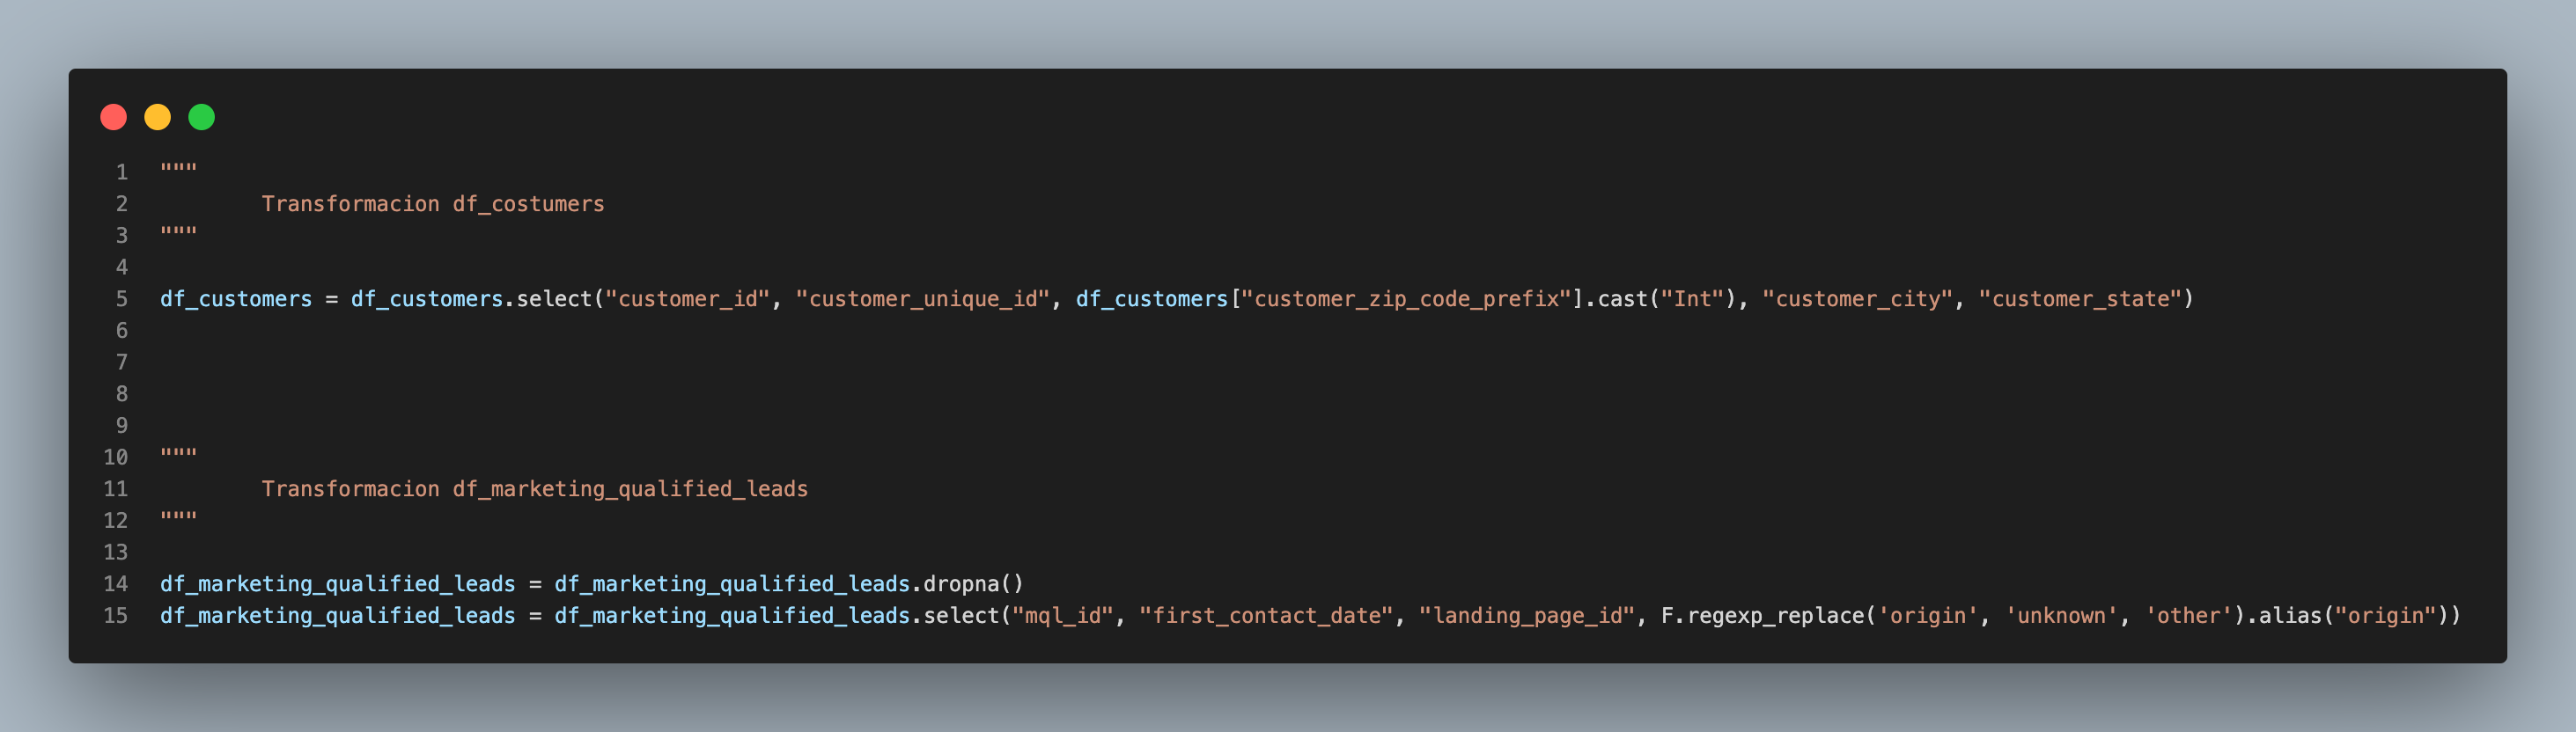 1 """
2         Transformacion df_costumers
3 """
4
5 df_customers = df_customers.select("customer_id", "customer_unique_id", df_customers["customer_zip_code_prefix"].cast("Int"), "customer_city", "customer_state")
6
7
8
9
10 """
11         Transformacion df_marketing_qualified_leads
12 """
13
14 df_marketing_qualified_leads = df_marketing_qualified_leads.dropna()
15 df_marketing_qualified_leads = df_marketing_qualified_leads.select("mql_id", "first_contact_date", "landing_page_id", F.regexp_replace('origin', 'unknown', 'other').alias("origin"))